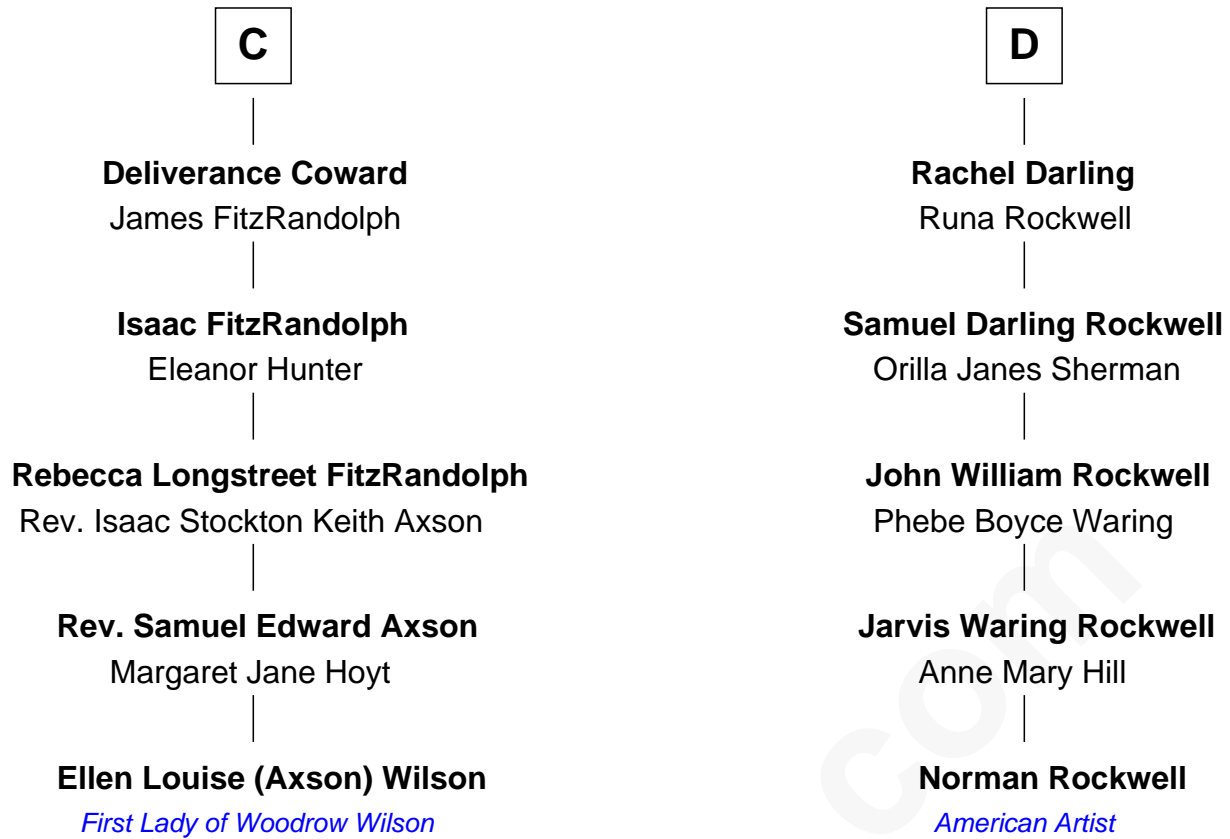 C
Deliverance Coward
James FitzRandolph
Isaac FitzRandolph
Eleanor Hunter
Rebecca Longstreet FitzRandolph
Rev. Isaac Stockton Keith Axson
Rev. Samuel Edward Axson
Margaret Jane Hoyt
Ellen Louise (Axson) Wilson
First Lady of Woodrow Wilson
D
Rachel Darling
Runa Rockwell
Samuel Darling Rockwell
Orilla Janes Sherman
John William Rockwell
Phebe Boyce Waring
Jarvis Waring Rockwell
Anne Mary Hill
Norman Rockwell
American Artist
com